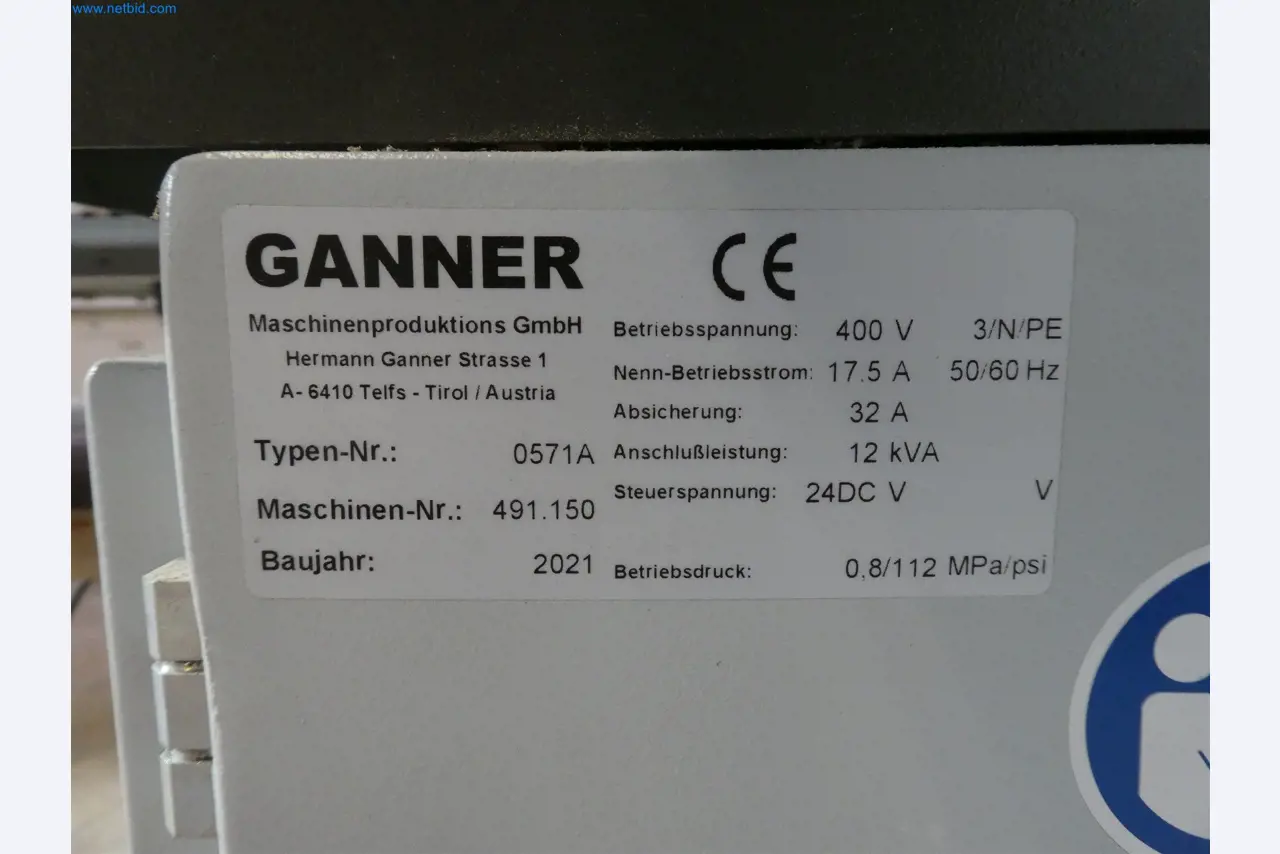 www.netbid.com
GANNER
CE
Maschinenproduktions GmbH
Hermann Ganner Strasse 1
A- 6410 Telfs - Tirol / Austria
Typen-Nr.: 0571A
Maschinen-Nr.: 491.150
Baujahr: 2021
Betriebsspannung: 400 V 3/N/PE
Nenn-Betriebsstrom: 17.5 A 50/60 Hz
Absicherung: 32 A
Anschlußleistung: 12 kVA
Steuerspannung: 24DC V V
Betriebsdruck: 0,8/112 MPa/psi